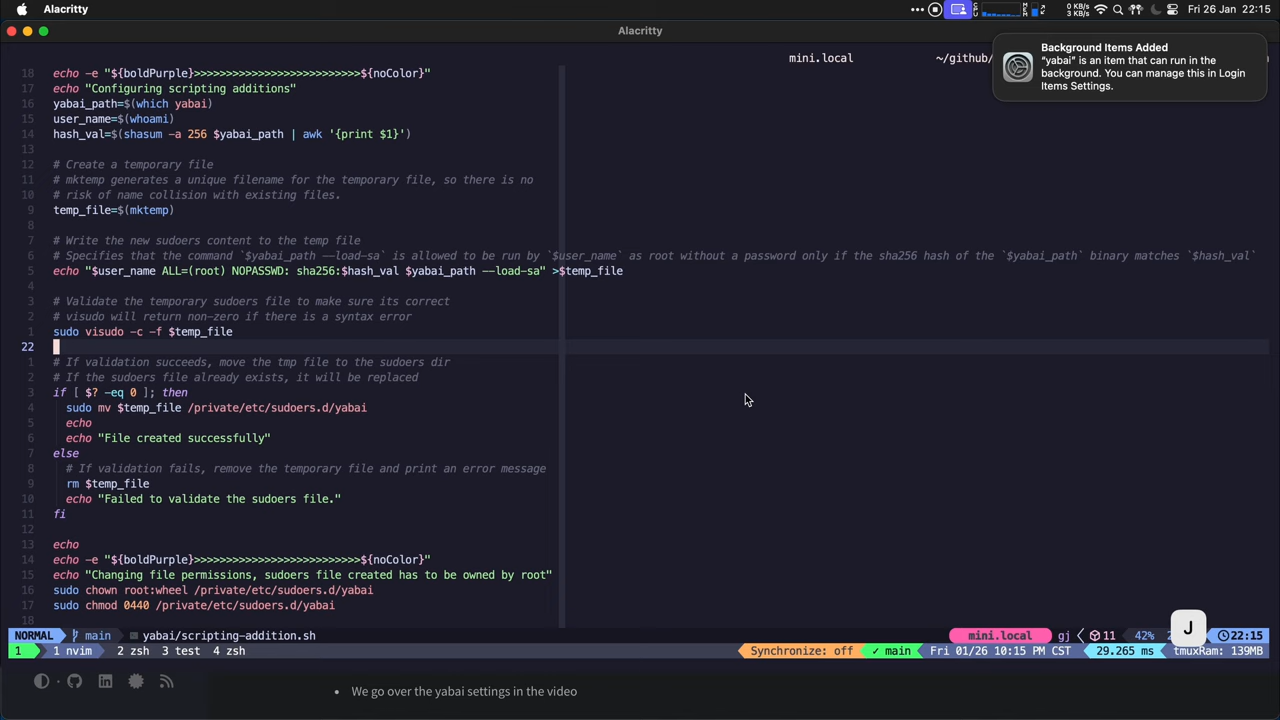 Alacritty
0 KB/s
3 KB/s
Fri 26 Jan 22:15
Alacritty
mini.local ~/github/
Background Items Added
“yabai” is an item that can run in the
background. You can manage this in Login
Items Settings.
18 echo -e "${boldPurple}>>>>>>>>>>>>>>>>>>>>>>>>>>${noColor}"
17 echo "Configuring scripting additions"
16 yabai_path=$(which yabai)
15 user_name=$(whoami)
14 hash_val=$(shasum -a 256 $yabai_path | awk '{print $1}')
13
12 # Create a temporary file
11 # mktemp generates a unique filename for the temporary file, so there is no
10 # risk of name collision with existing files.
9 temp_file=$(mktemp)
8
7 # Write the new sudoers content to the temp file
6 # Specifies that the command `$yabai_path --load-sa` is allowed to be run by `$user_name` as root without a password only if the sha256 hash of the `$yabai_path` binary matches `$hash_val`
5 echo "$user_name ALL=(root) NOPASSWD: sha256:$hash_val $yabai_path --load-sa" >$temp_file
4
3 # Validate the temporary sudoers file to make sure its correct
2 # visudo will return non-zero if there is a syntax error
1 sudo visudo -c -f $temp_file
22
1 # If validation succeeds, move the tmp file to the sudoers dir
2 # If the sudoers file already exists, it will be replaced
3 if [ $? -eq 0 ]; then
4 sudo mv $temp_file /private/etc/sudoers.d/yabai
5 echo
6 echo "File created successfully"
7 else
8 # If validation fails, remove the temporary file and print an error message
9 rm $temp_file
10 echo "Failed to validate the sudoers file."
11 fi
12
13 echo
14 echo -e "${boldPurple}>>>>>>>>>>>>>>>>>>>>>>>>>>${noColor}"
15 echo "Changing file permissions, sudoers file created has to be owned by root"
16 sudo chown root:wheel /private/etc/sudoers.d/yabai
17 sudo chmod 0440 /private/etc/sudoers.d/yabai
18
J
NORMAL main yabai/scripting-addition.sh mini.local gj 11 42% 22:15
1 1 nvim 2 zsh 3 test 4 zsh Synchronize: off ✓ main Fri 01/26 10:15 PM CST 29.265 ms tmuxRam: 139MB
• We go over the yabai settings in the video